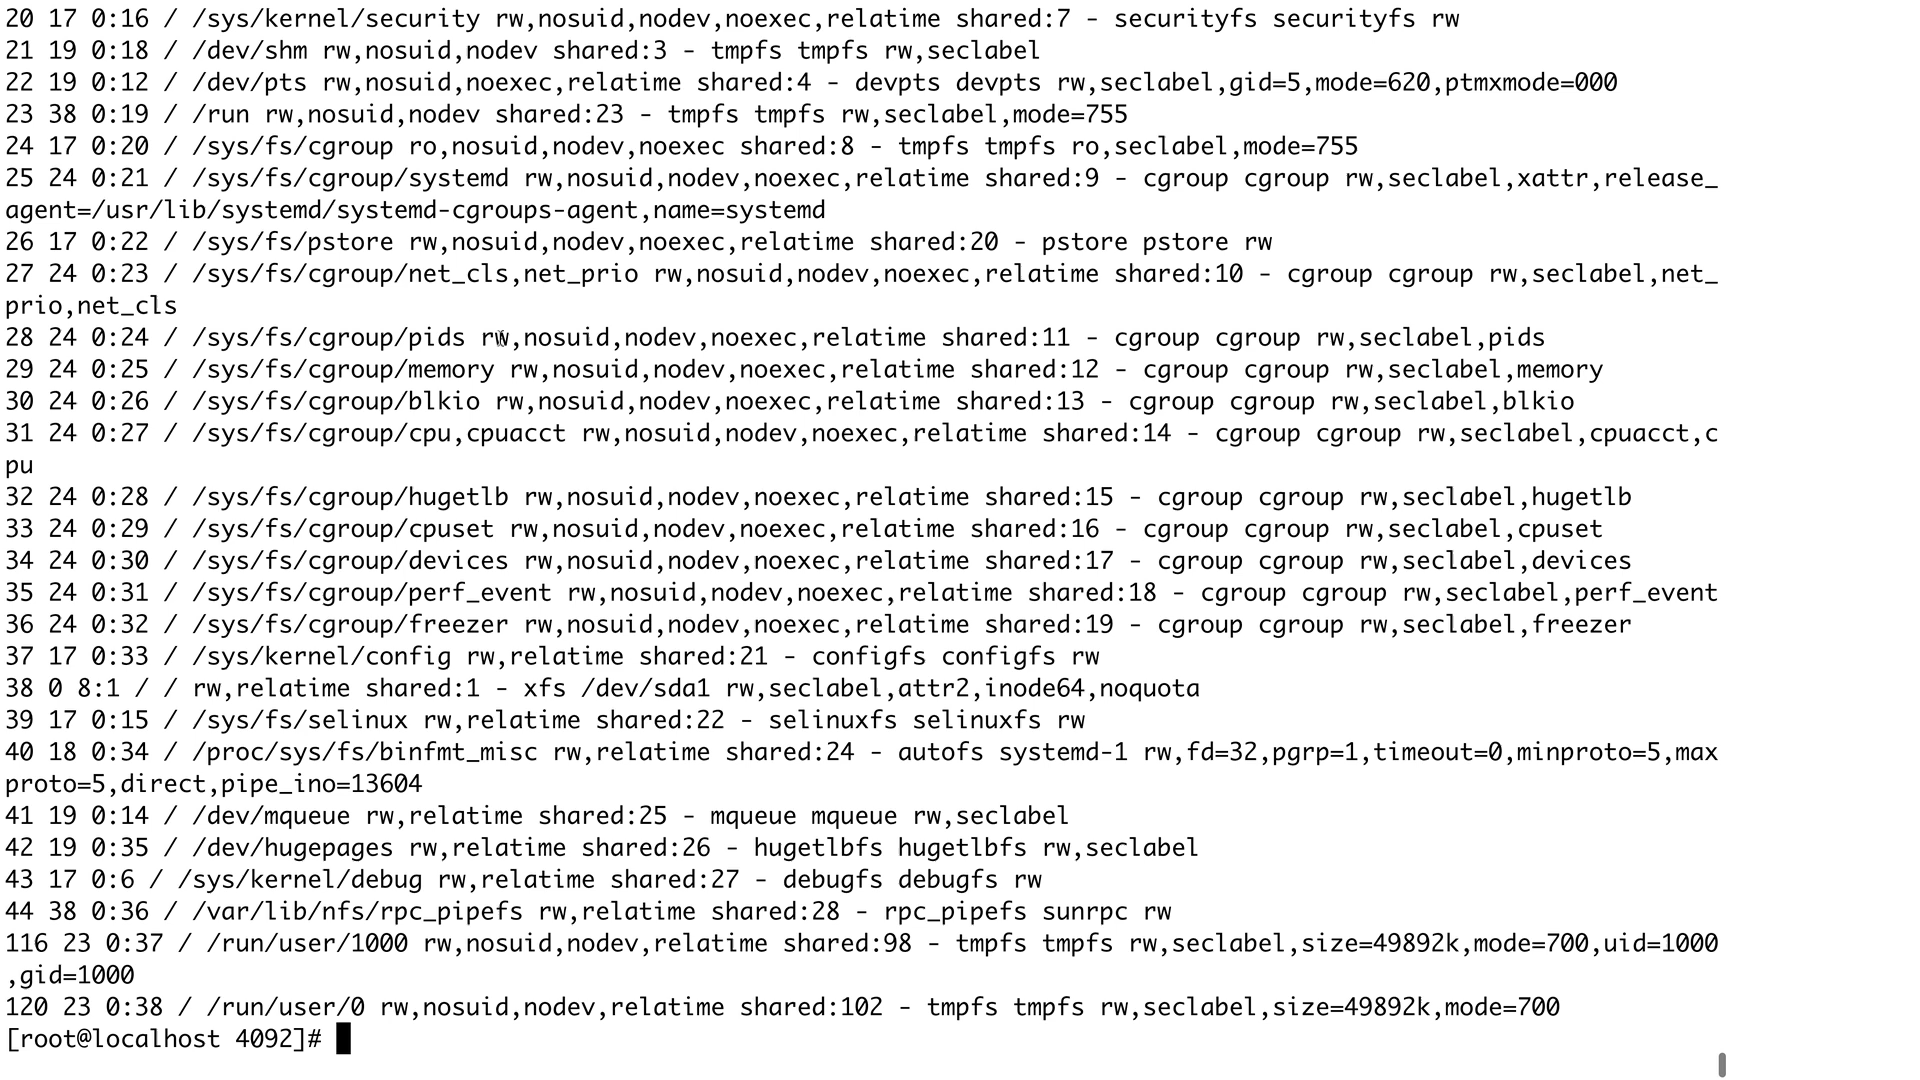 20 17 0:16 / /sys/kernel/security rw,nosuid,nodev,noexec,relatime shared:7 - securityfs securityfs rw
21 19 0:18 / /dev/shm rw,nosuid,nodev shared:3 - tmpfs tmpfs rw,seclabel
22 19 0:12 / /dev/pts rw,nosuid,noexec,relatime shared:4 - devpts devpts rw,seclabel,gid=5,mode=620,ptmxmode=000
23 38 0:19 / /run rw,nosuid,nodev shared:23 - tmpfs tmpfs rw,seclabel,mode=755
24 17 0:20 / /sys/fs/cgroup ro,nosuid,nodev,noexec shared:8 - tmpfs tmpfs ro,seclabel,mode=755
25 24 0:21 / /sys/fs/cgroup/systemd rw,nosuid,nodev,noexec,relatime shared:9 - cgroup cgroup rw,seclabel,xattr,release_
agent=/usr/lib/systemd/systemd-cgroups-agent,name=systemd
26 17 0:22 / /sys/fs/pstore rw,nosuid,nodev,noexec,relatime shared:20 - pstore pstore rw
27 24 0:23 / /sys/fs/cgroup/net_cls,net_prio rw,nosuid,nodev,noexec,relatime shared:10 - cgroup cgroup rw,seclabel,net_
prio,net_cls
28 24 0:24 / /sys/fs/cgroup/pids rw,nosuid,nodev,noexec,relatime shared:11 - cgroup cgroup rw,seclabel,pids
29 24 0:25 / /sys/fs/cgroup/memory rw,nosuid,nodev,noexec,relatime shared:12 - cgroup cgroup rw,seclabel,memory
30 24 0:26 / /sys/fs/cgroup/blkio rw,nosuid,nodev,noexec,relatime shared:13 - cgroup cgroup rw,seclabel,blkio
31 24 0:27 / /sys/fs/cgroup/cpu,cpuacct rw,nosuid,nodev,noexec,relatime shared:14 - cgroup cgroup rw,seclabel,cpuacct,c
pu
32 24 0:28 / /sys/fs/cgroup/hugetlb rw,nosuid,nodev,noexec,relatime shared:15 - cgroup cgroup rw,seclabel,hugetlb
33 24 0:29 / /sys/fs/cgroup/cpuset rw,nosuid,nodev,noexec,relatime shared:16 - cgroup cgroup rw,seclabel,cpuset
34 24 0:30 / /sys/fs/cgroup/devices rw,nosuid,nodev,noexec,relatime shared:17 - cgroup cgroup rw,seclabel,devices
35 24 0:31 / /sys/fs/cgroup/perf_event rw,nosuid,nodev,noexec,relatime shared:18 - cgroup cgroup rw,seclabel,perf_event
36 24 0:32 / /sys/fs/cgroup/freezer rw,nosuid,nodev,noexec,relatime shared:19 - cgroup cgroup rw,seclabel,freezer
37 17 0:33 / /sys/kernel/config rw,relatime shared:21 - configfs configfs rw
38 0 8:1 / / rw,relatime shared:1 - xfs /dev/sda1 rw,seclabel,attr2,inode64,noquota
39 17 0:15 / /sys/fs/selinux rw,relatime shared:22 - selinuxfs selinuxfs rw
40 18 0:34 / /proc/sys/fs/binfmt_misc rw,relatime shared:24 - autofs systemd-1 rw,fd=32,pgrp=1,timeout=0,minproto=5,max
proto=5,direct,pipe_ino=13604
41 19 0:14 / /dev/mqueue rw,relatime shared:25 - mqueue mqueue rw,seclabel
42 19 0:35 / /dev/hugepages rw,relatime shared:26 - hugetlbfs hugetlbfs rw,seclabel
43 17 0:6 / /sys/kernel/debug rw,relatime shared:27 - debugfs debugfs rw
44 38 0:36 / /var/lib/nfs/rpc_pipefs rw,relatime shared:28 - rpc_pipefs sunrpc rw
116 23 0:37 / /run/user/1000 rw,nosuid,nodev,relatime shared:98 - tmpfs tmpfs rw,seclabel,size=49892k,mode=700,uid=1000
,gid=1000
120 23 0:38 / /run/user/0 rw,nosuid,nodev,relatime shared:102 - tmpfs tmpfs rw,seclabel,size=49892k,mode=700
[root@localhost 4092]#